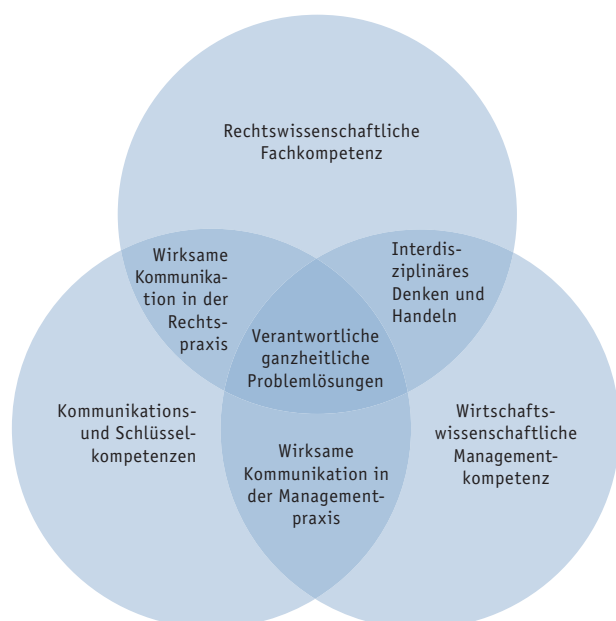 Rechtswissenschaftliche
Fachkompetenz
Wirksame
Kommunika-
tion in der
Rechts-
praxis
Interdis-
ziplinäres
Denken und
Handeln
Verantwortliche
ganzheitliche
Problemlösungen
Kommunikations-
und Schlüssel-
kompetenzen
Wirksame
Kommunikation in
der Management-
praxis
Wirtschafts-
wissenschaftliche
Management-
kompetenz